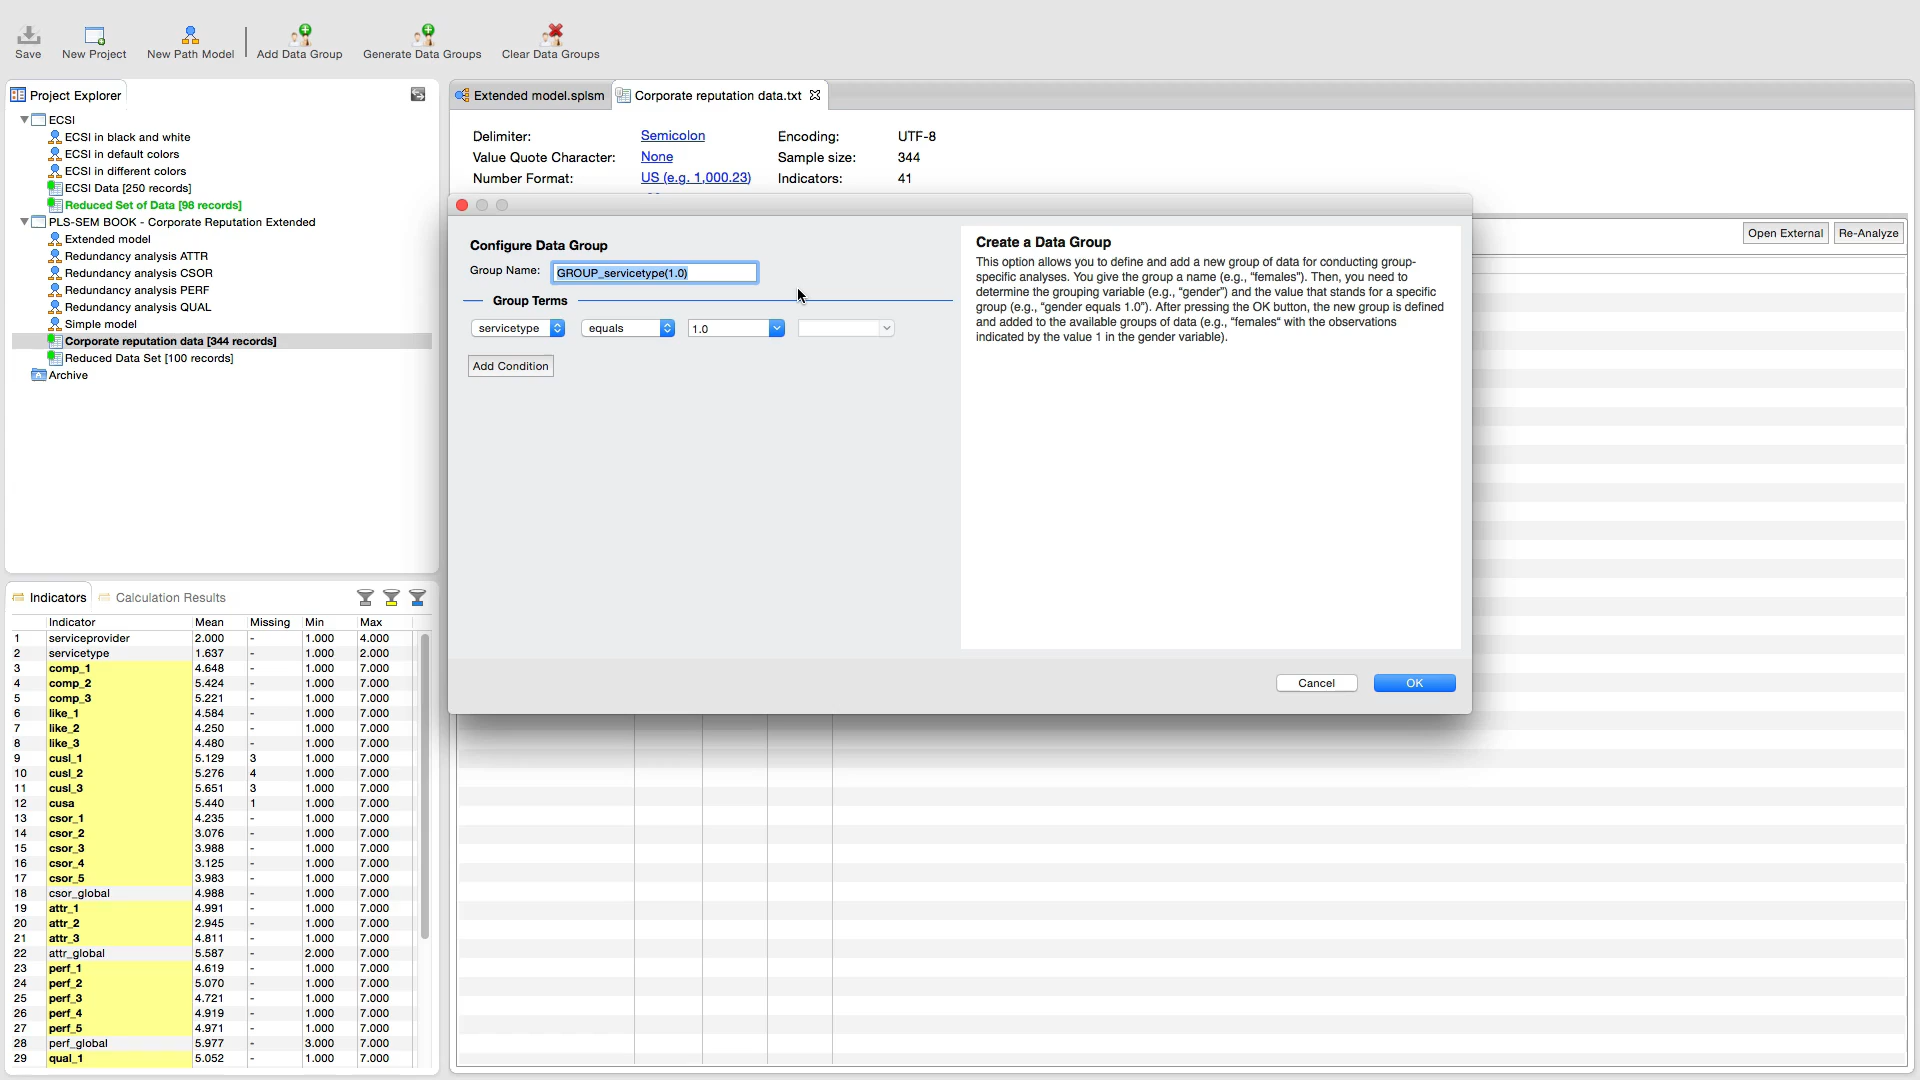 Save
New Project
New Path Model
Add Data Group
Generate Data Groups
Clear Data Groups
Project Explorer
ECSI
ECSI in black and white
ECSI in default colors
ECSI in different colors
ECSI Data [250 records]
Reduced Set of Data [98 records]
PLS-SEM BOOK - Corporate Reputation Extended
Extended model
Redundancy analysis ATTR
Redundancy analysis CSOR
Redundancy analysis PERF
Redundancy analysis QUAL
Simple model
Corporate reputation data [344 records]
Reduced Data Set [100 records]
Archive
Extended model.splsm
Corporate reputation data.txt
Delimiter: Semicolon Encoding: UTF-8
Value Quote Character: None Sample size: 344
Number Format: US (e.g. 1,000.23) Indicators: 41
Open External
Re-Analyze
Configure Data Group
Group Name: GROUP_servicetype(1.0)
Group Terms
servicetype equals 1.0
Add Condition
Create a Data Group
This option allows you to define and add a new group of data for conducting group-
specific analyses. You give the group a name (e.g., “females”). Then, you need to
determine the grouping variable (e.g., “gender”) and the value that stands for a specific
group (e.g., “gender equals 1.0”). After pressing the OK button, the new group is defined
and added to the available groups of data (e.g., “females“ with the observations
indicated by the value 1 in the gender variable).
Cancel
OK
Indicators
Calculation Results
Indicator Mean Missing Min Max
1 serviceprovider 2.000 - 1.000 4.000
2 servicetype 1.637 - 1.000 2.000
3 comp_1 4.648 - 1.000 7.000
4 comp_2 5.424 - 1.000 7.000
5 comp_3 5.221 - 1.000 7.000
6 like_1 4.584 - 1.000 7.000
7 like_2 4.250 - 1.000 7.000
8 like_3 4.480 - 1.000 7.000
9 cusl_1 5.129 3 1.000 7.000
10 cusl_2 5.276 4 1.000 7.000
11 cusl_3 5.651 3 1.000 7.000
12 cusa 5.440 1 1.000 7.000
13 csor_1 4.235 - 1.000 7.000
14 csor_2 3.076 - 1.000 7.000
15 csor_3 3.988 - 1.000 7.000
16 csor_4 3.125 - 1.000 7.000
17 csor_5 3.983 - 1.000 7.000
18 csor_global 4.988 - 1.000 7.000
19 attr_1 4.991 - 1.000 7.000
20 attr_2 2.945 - 1.000 7.000
21 attr_3 4.811 - 1.000 7.000
22 attr_global 5.587 - 2.000 7.000
23 perf_1 4.619 - 1.000 7.000
24 perf_2 5.070 - 1.000 7.000
25 perf_3 4.721 - 1.000 7.000
26 perf_4 4.919 - 1.000 7.000
27 perf_5 4.971 - 1.000 7.000
28 perf_global 5.977 - 3.000 7.000
29 qual_1 5.052 - 1.000 7.000